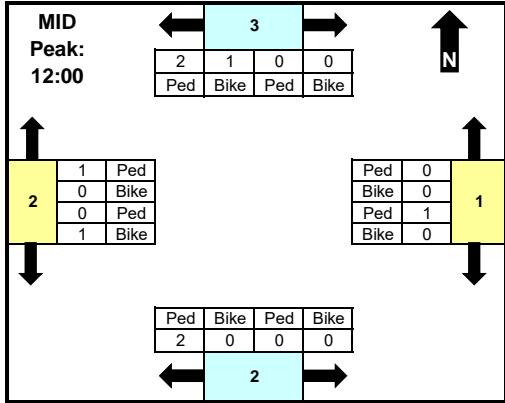 MID
Peak:
12:00
3
2 1 0 0
Ped Bike Ped Bike
N
1 Ped
0 Bike
0 Ped
1 Bike
2
Ped 0
Bike 0
Ped 1
Bike 0
1
Ped Bike Ped Bike
2 0 0 0
2